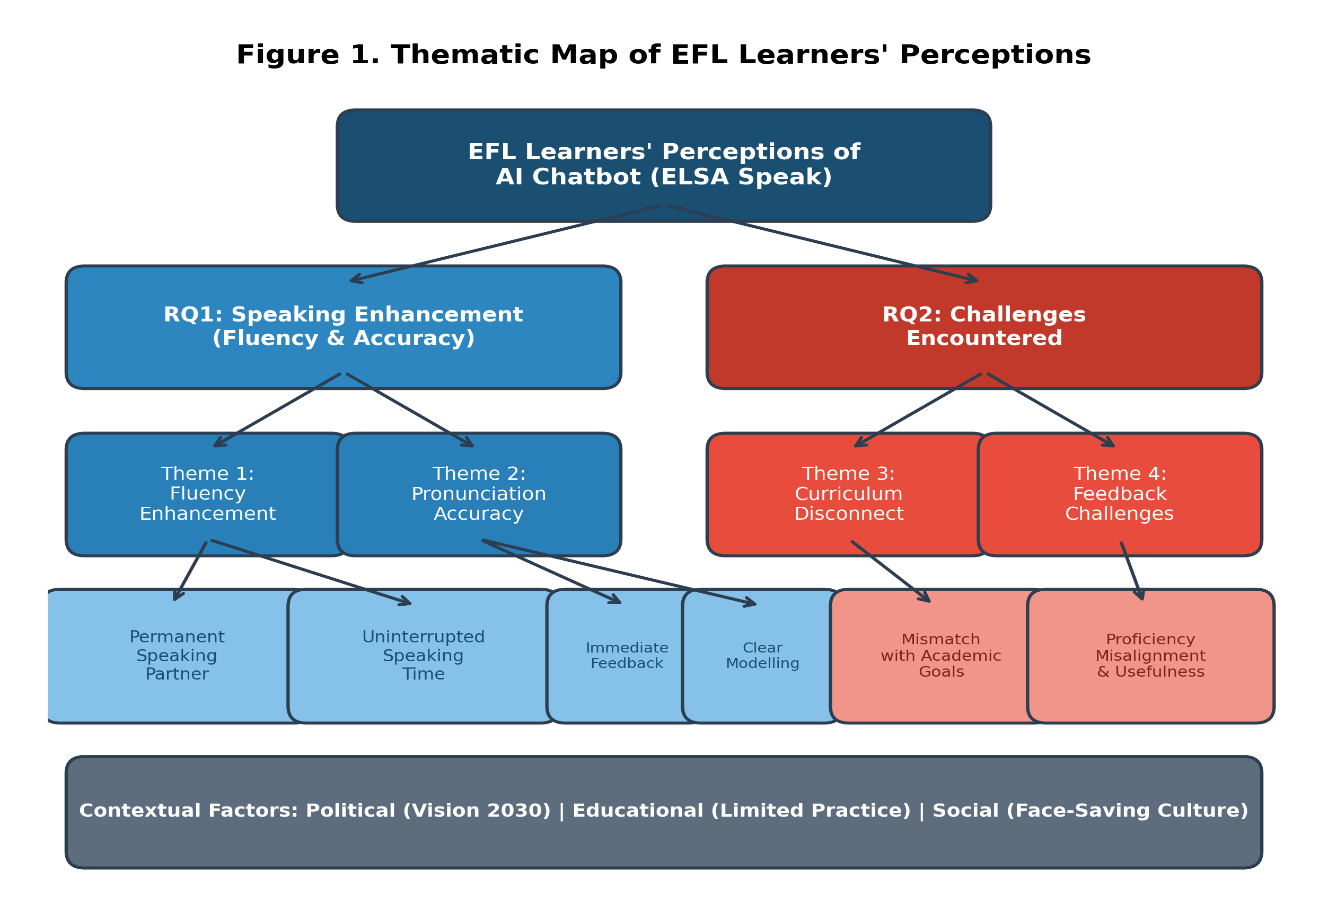 Figure 1. Thematic Map of EFL Learners' Perceptions
EFL Learners' Perceptions of
AI Chatbot (ELSA Speak)
RQ1: Speaking Enhancement
(Fluency & Accuracy)
RQ2: Challenges
Encountered
Theme 1:
Fluency
Enhancement
Theme 2:
Pronunciation
Accuracy
Theme 3:
Curriculum
Disconnect
Theme 4:
Feedback
Challenges
Permanent
Speaking
Partner
Uninterrupted
Speaking
Time
Immediate
Feedback
Clear
Modelling
Mismatch
with Academic
Goals
Proficiency
Misalignment
& Usefulness
Contextual Factors: Political (Vision 2030) | Educational (Limited Practice) | Social (Face-Saving Culture)